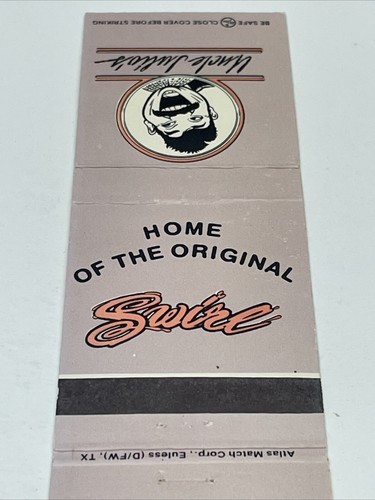 BE SAFE CLOSE COVER BEFORE STRIKING
Uncle Julio's
HOME
OF THE ORIGINAL
Swirl
Atlas Match Corp., Euless (D/FW), TX